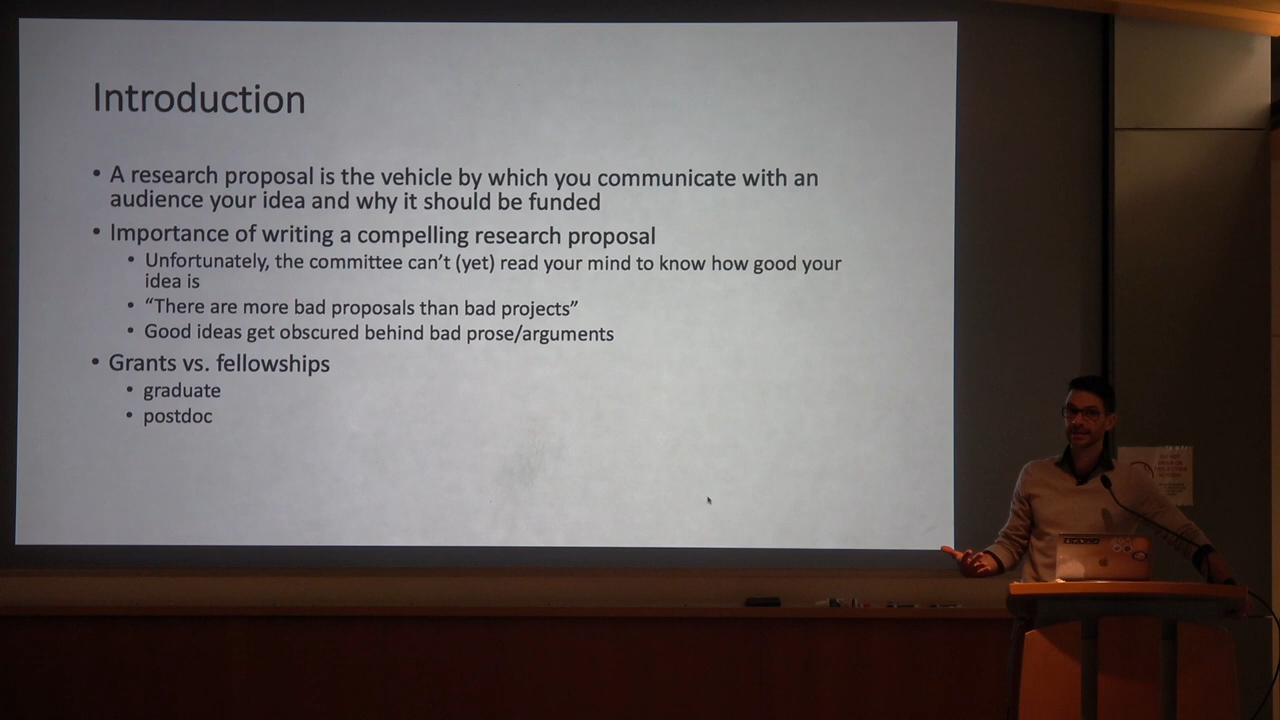 Introduction
• A research proposal is the vehicle by which you communicate with an
audience your idea and why it should be funded
• Importance of writing a compelling research proposal
• Unfortunately, the committee can't (yet) read your mind to know how good your
idea is
• “There are more bad proposals than bad projects”
• Good ideas get obscured behind bad prose/arguments
• Grants vs. fellowships
• graduate
• postdoc